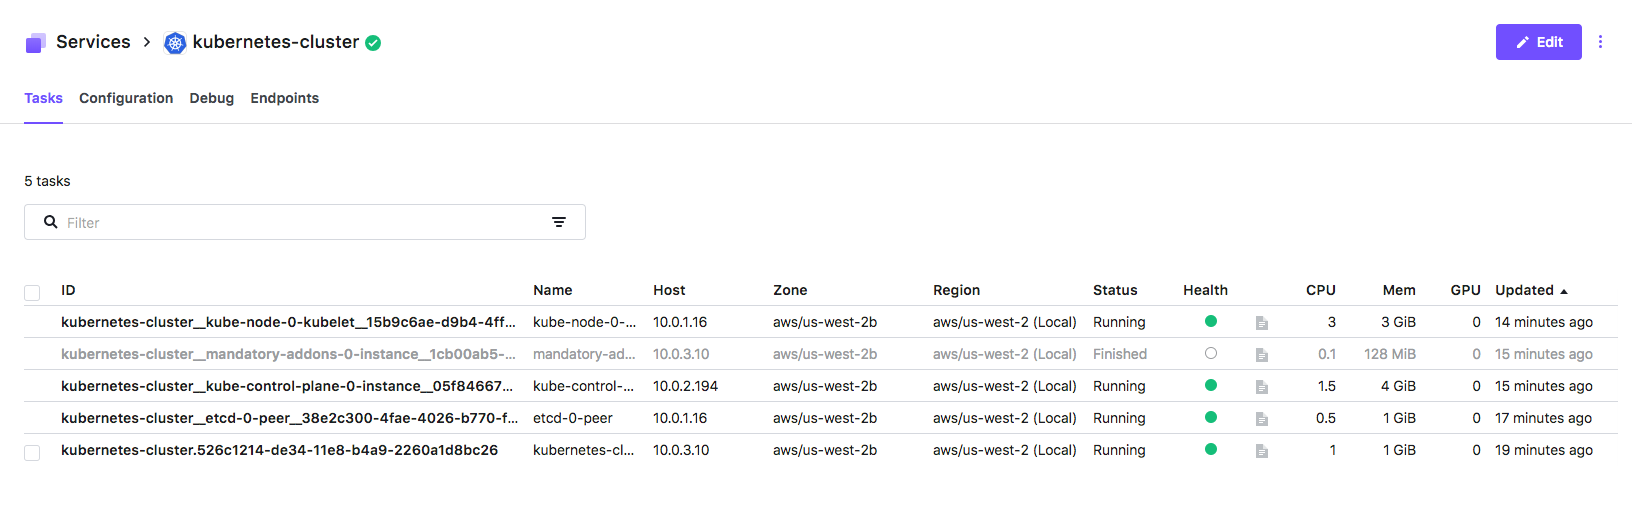 Services > kubernetes-cluster
Edit
Tasks Configuration Debug Endpoints
5 tasks
Filter
ID Name Host Zone Region Status Health CPU Mem GPU Updated
kubernetes-cluster__kube-node-0-kubelet__15b9c6ae-d9b4-4ff... kube-node-0-... 10.0.1.16 aws/us-west-2b aws/us-west-2 (Local) Running 3 3 GiB 0 14 minutes ago
kubernetes-cluster__mandatory-addons-0-instance__1cb00ab5-... mandatory-ad... 10.0.3.10 aws/us-west-2b aws/us-west-2 (Local) Finished 0.1 128 MiB 0 15 minutes ago
kubernetes-cluster__kube-control-plane-0-instance__05f84667... kube-control-... 10.0.2.194 aws/us-west-2b aws/us-west-2 (Local) Running 1.5 4 GiB 0 15 minutes ago
kubernetes-cluster__etcd-0-peer__38e2c300-4fae-4026-b770-f... etcd-0-peer 10.0.1.16 aws/us-west-2b aws/us-west-2 (Local) Running 0.5 1 GiB 0 17 minutes ago
kubernetes-cluster.526c1214-de34-11e8-b4a9-2260a1d8bc26 kubernetes-cl... 10.0.3.10 aws/us-west-2b aws/us-west-2 (Local) Running 1 1 GiB 0 19 minutes ago